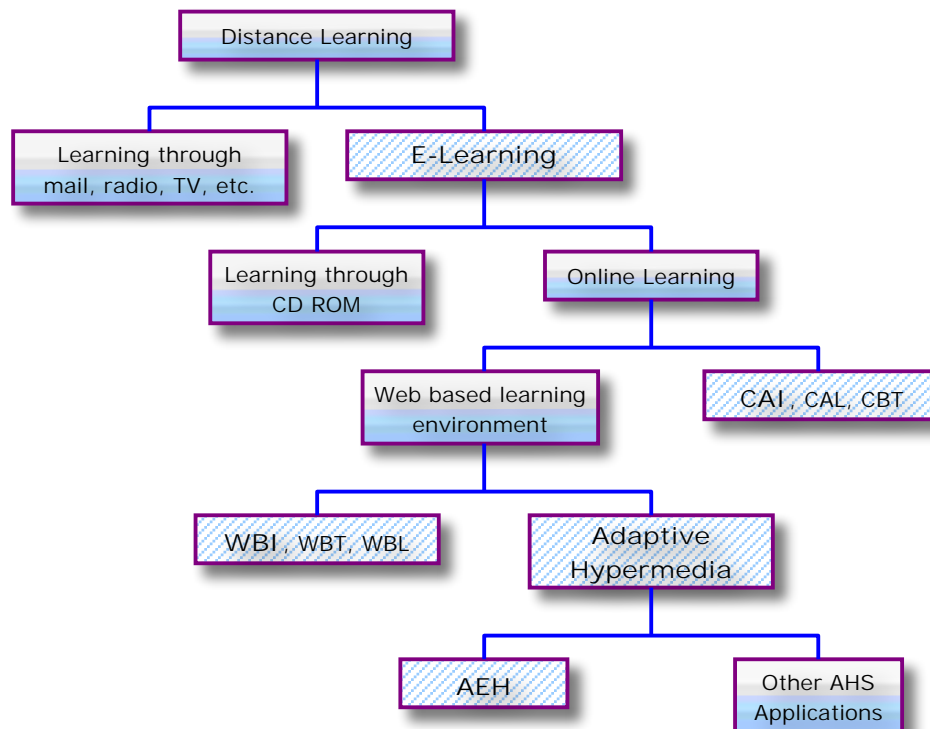 Distance Learning
Learning through
mail, radio, TV, etc.
E-Learning
Learning through
CD ROM
Online Learning
Web based learning
environment
CAI, CAL, CBT
WBI, WBT, WBL
Adaptive
Hypermedia
AEH
Other AHS
Applications